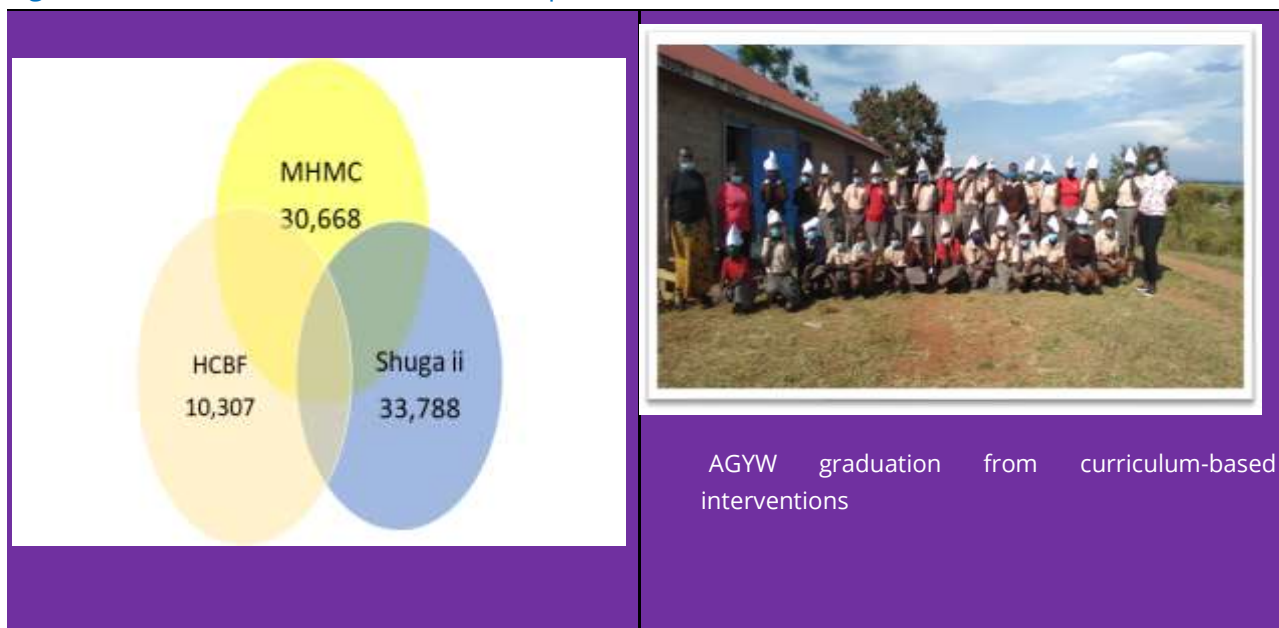 MHMC
30,668
HCBF
10,307
Shuga ii
33,788
AGYW graduation from curriculum-based
interventions